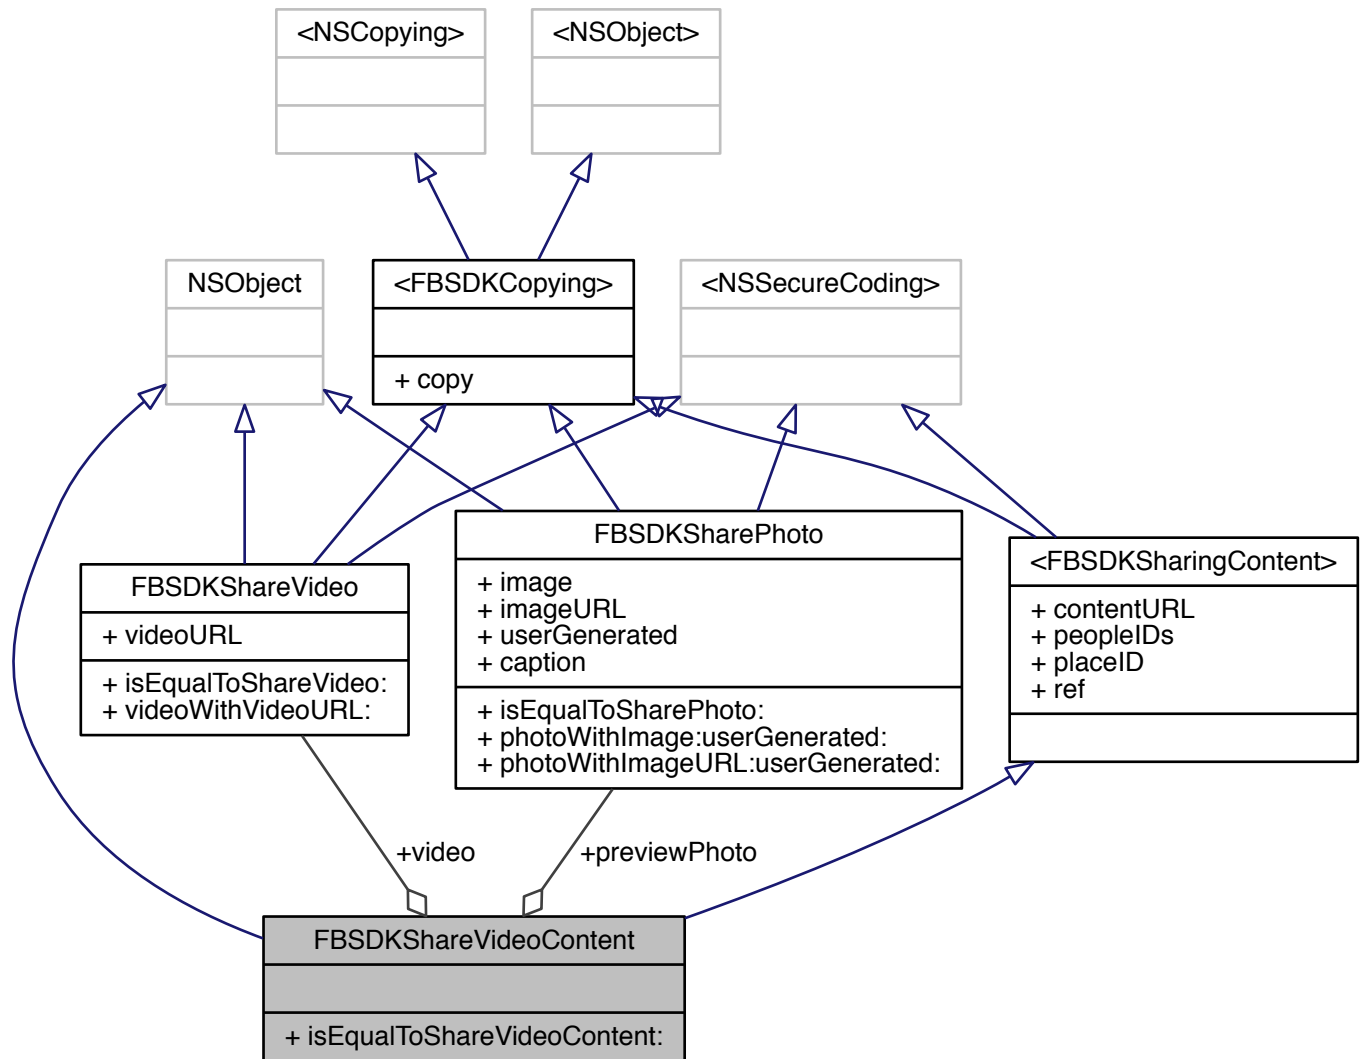 <NSCopying>
<NSObject>
NSObject
<FBSDKCopying>
+ copy
<NSSecureCoding>
FBSDKShareVideo
+ videoURL
+ isEqualToShareVideo:
+ videoWithVideoURL:
FBSDKSharePhoto
+ image
+ imageURL
+ userGenerated
+ caption
+ isEqualToSharePhoto:
+ photoWithImage:userGenerated:
+ photoWithImageURL:userGenerated:
<FBSDKSharingContent>
+ contentURL
+ peopleIDs
+ placeID
+ ref
+video
+previewPhoto
FBSDKShareVideoContent
+ isEqualToShareVideoContent: